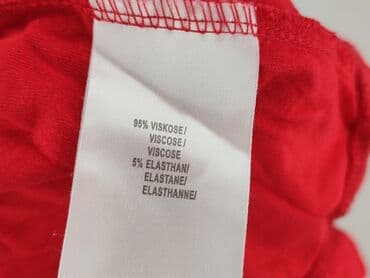 95% VISKOSE/
VISCOSE/
VISCOSE
5% ELASTHAN/
ELASTANE/
ELASTHANNE/